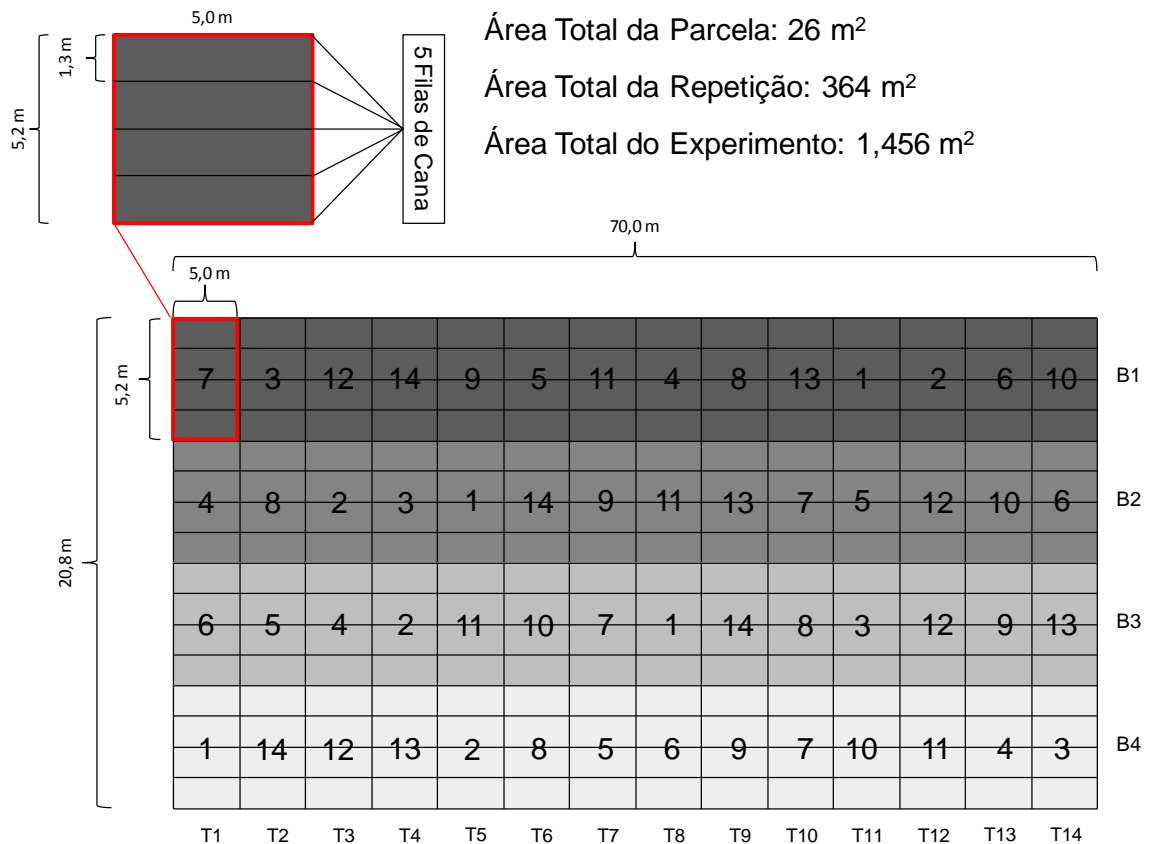 5,0 m
Área Total da Parcela: 26 m²
1,3 m
5 Filas de Cana
Área Total da Repetição: 364 m²
5,2 m
Área Total do Experimento: 1,456 m²
70,0 m
5,0 m
5,2 m
7 3 12 14 9 5 11 4 8 13 1 2 6 10 B1
4 8 2 3 1 14 9 11 13 7 5 12 10 6 B2
20,8 m
6 5 4 2 11 10 7 1 14 8 3 12 9 13 B3
1 14 12 13 2 8 5 6 9 7 10 11 4 3 B4
T1 T2 T3 T4 T5 T6 T7 T8 T9 T10 T11 T12 T13 T14